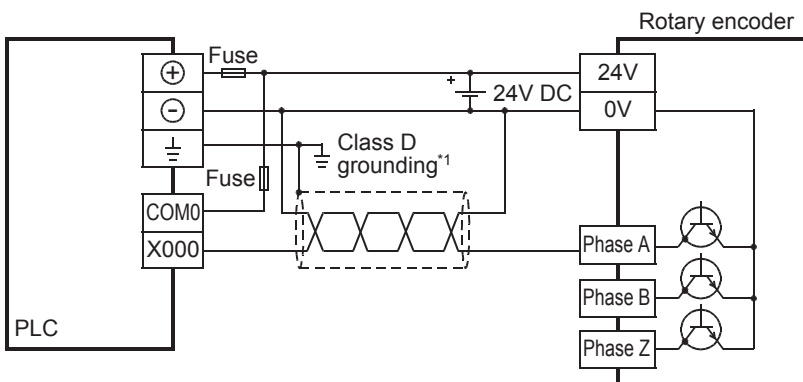 Rotary encoder
Fuse
+
24V
+
24V DC
-
0V
Class D
grounding*1
Fuse
COM0
X000
Phase A
Phase B
Phase Z
PLC